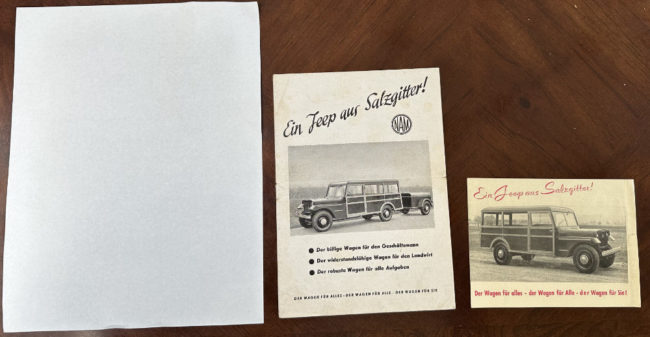 Ein Jeep aus Salzgitter!
NAM
Der billige Wagen für den Geschäftsmann
Der widerstandsfähige Wagen für den Landwirt
Der robuste Wagen für alle Aufgaben
DER WAGEN FÜR ALLES - DER WAGEN FÜR ALLE - DER WAGEN FÜR SIE
Ein Jeep aus Salzgitter!
Der Wagen für alles - der Wagen für Alle - der Wagen für Sie!